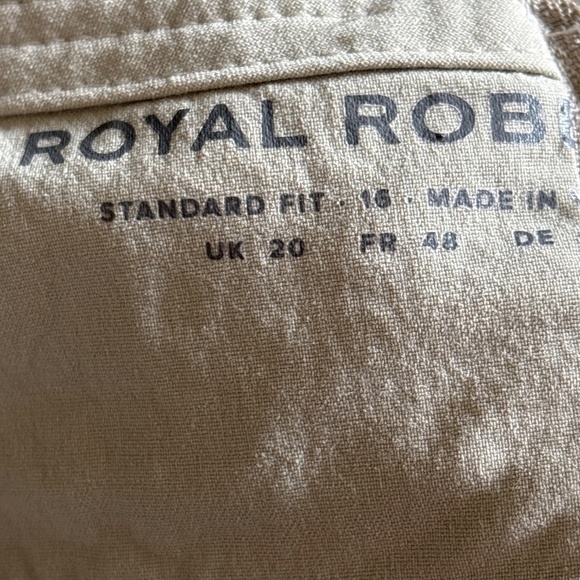 ROYAL ROB
STANDARD FIT · 16 · MADE IN
UK 20 FR 48 DE